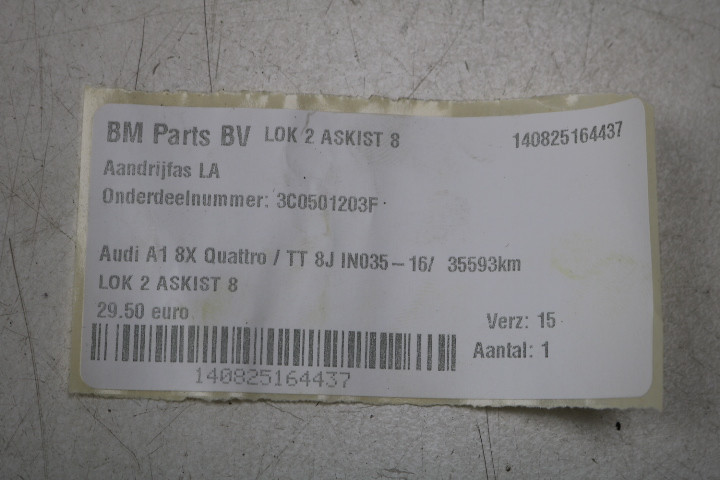 BM Parts BV LOK 2 ASKIST 8 140825164437
Aandrijfas LA
Onderdeelnummer: 3C0501203F
Audi A1 8X Quattro / TT 8J IN035-16/ 35593km
LOK 2 ASKIST 8
29.50 euro
Verz: 15
Aantal: 1
140825164437